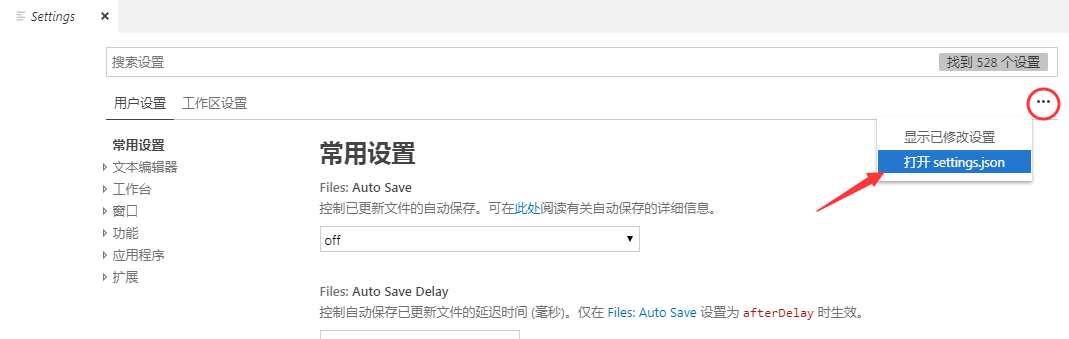 Settings
搜索设置
找到 528 个设置
用户设置
工作区设置
显示已修改设置
打开 settings.json
常用设置
文本编辑器
工作台
窗口
功能
应用程序
扩展
常用设置
Files: Auto Save
控制已更新文件的自动保存。可在此处阅读有关自动保存的详细信息。
off
Files: Auto Save Delay
控制自动保存已更新文件的延迟时间 (毫秒)。仅在 Files: Auto Save 设置为 afterDelay 时生效。